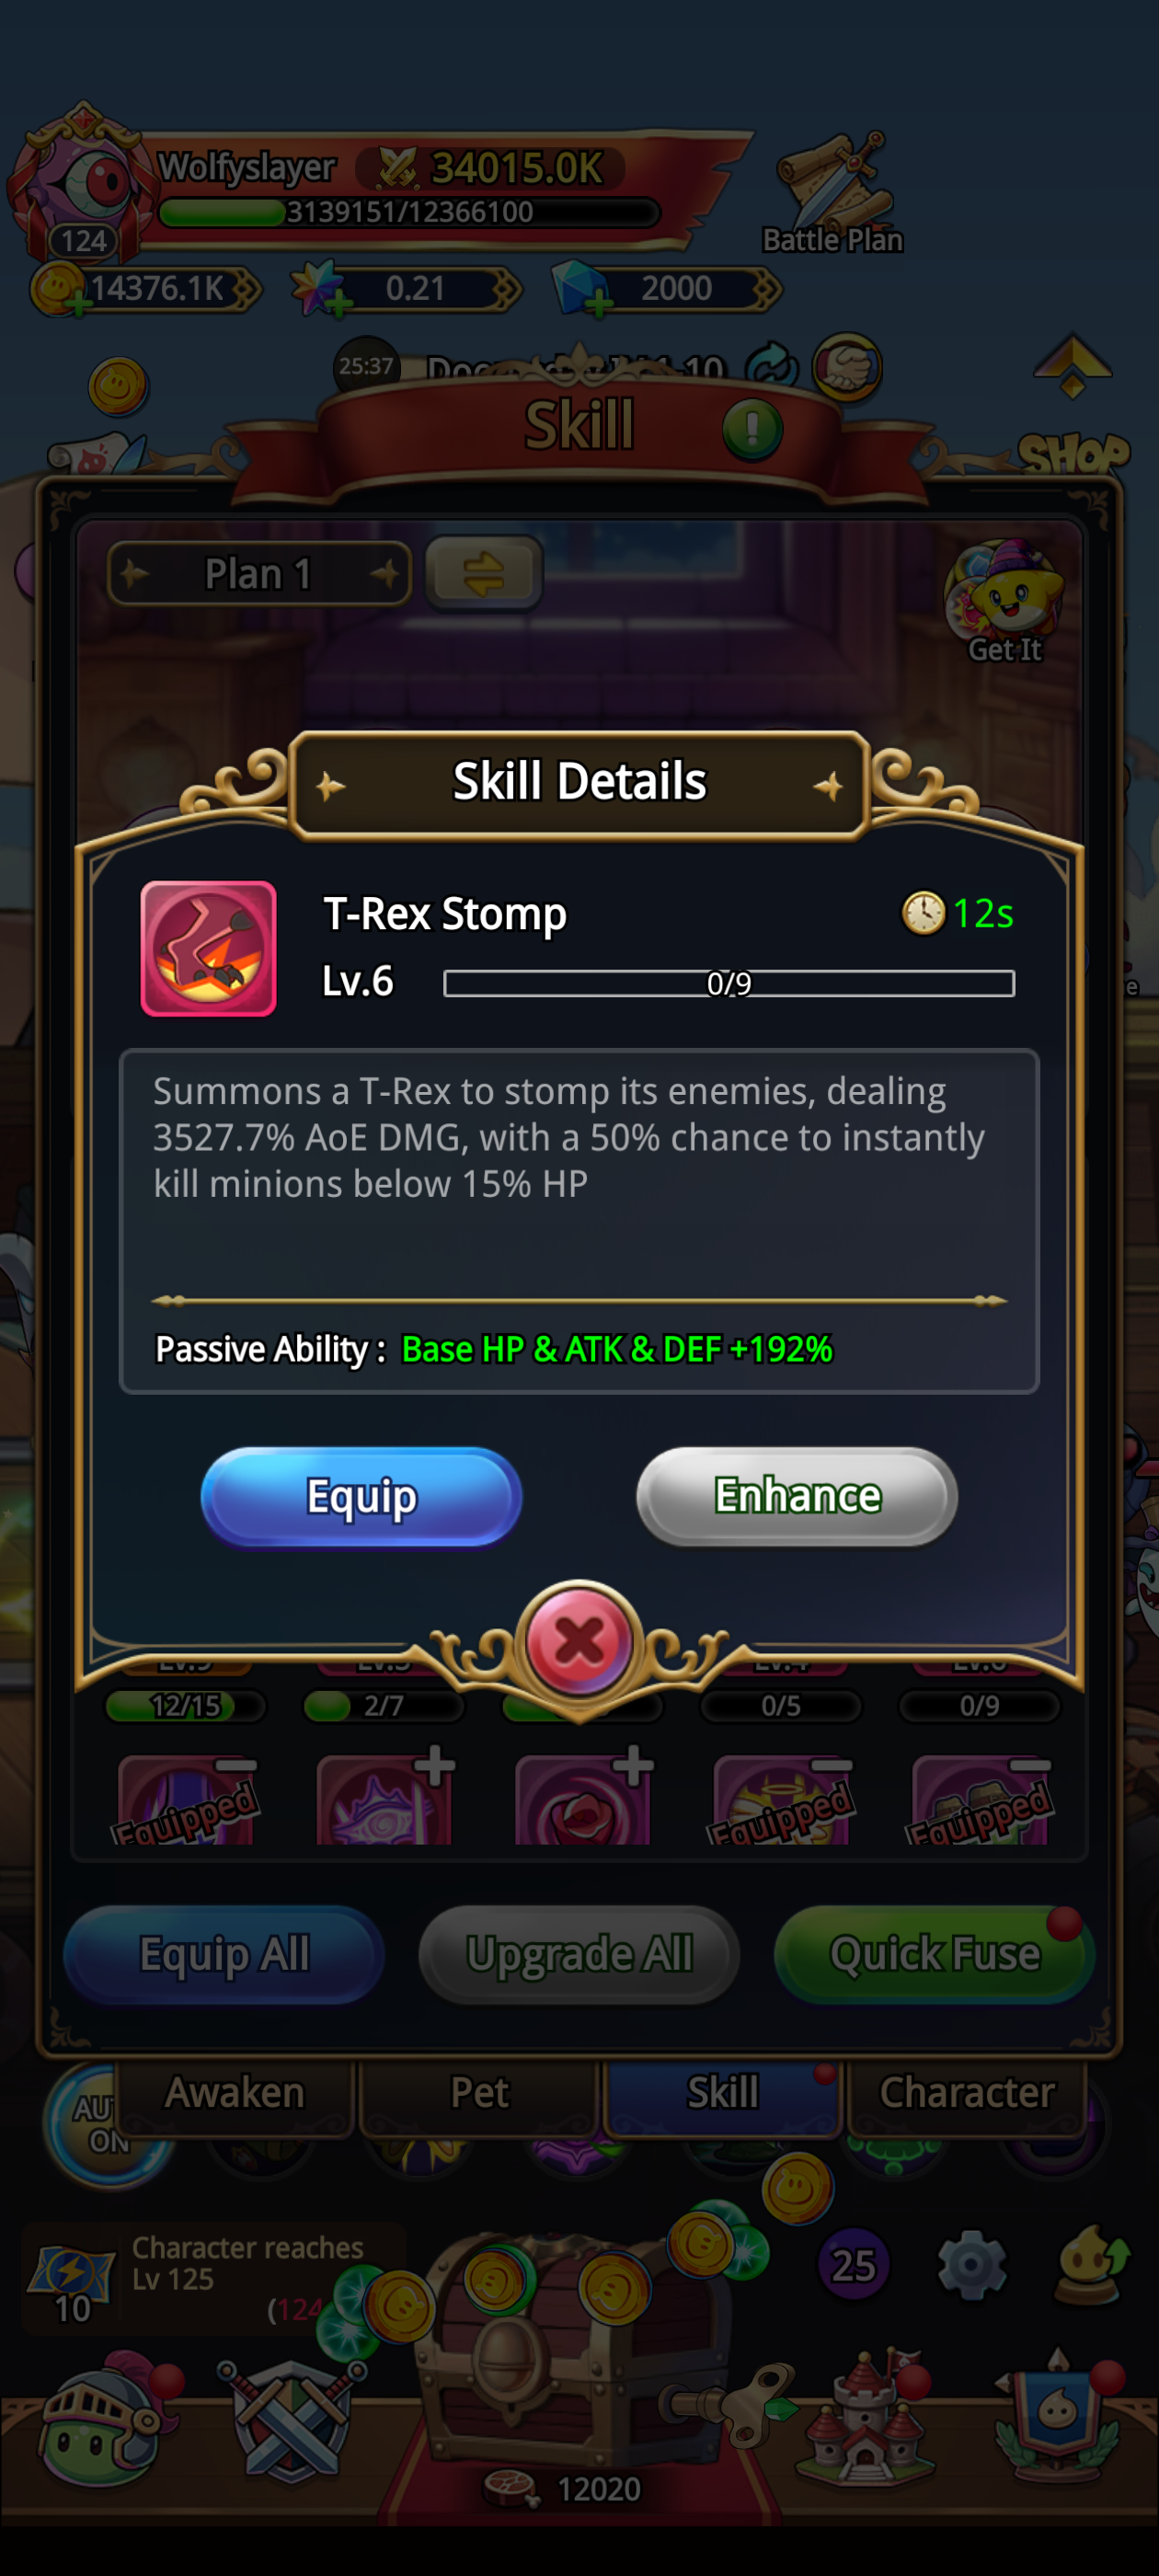 Wolfyslayer
34015.0K
3139151/12366100
124
Battle Plan
14376.1K
0.21
2000
25:37
Skill
SHOP
Plan 1
Get It
Skill Details
T-Rex Stomp
12s
Lv.6
0/9
Summons a T-Rex to stomp its enemies, dealing
3527.7% AoE DMG, with a 50% chance to instantly
kill minions below 15% HP
Passive Ability : Base HP & ATK & DEF +192%
Equip
Enhance
12/15
2/7
0/5
0/9
Equipped
Equipped
Equipped
Equip All
Upgrade All
Quick Fuse
Awaken
Pet
Skill
Character
ON
Character reaches
Lv 125
10
(124
25
12020